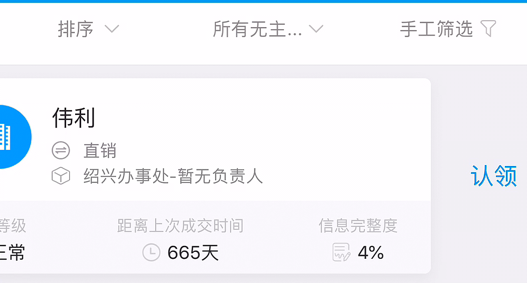 排序
所有无主...
手工筛选
伟利
直销
绍兴办事处-暂无负责人
认领
等级
距离上次成交时间
信息完整度
正常
665天
4%